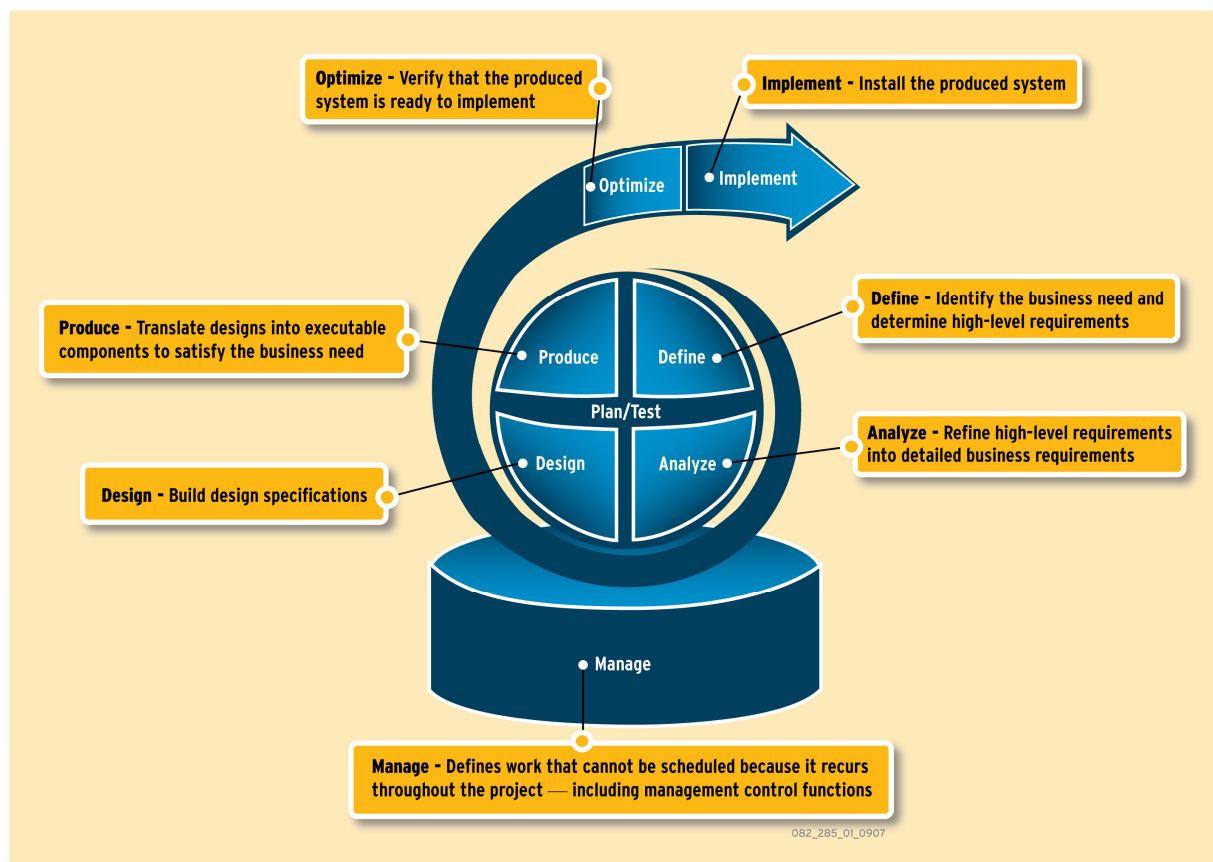 Optimize - Verify that the produced
system is ready to implement
Implement - Install the produced system
Optimize
Implement
Produce - Translate designs into executable
components to satisfy the business need
Define - Identify the business need and
determine high-level requirements
Produce
Define
Plan/Test
Design
Analyze
Analyze - Refine high-level requirements
into detailed business requirements
Design - Build design specifications
Manage
Manage - Defines work that cannot be scheduled because it recurs
throughout the project — including management control functions
082_285_01_0907